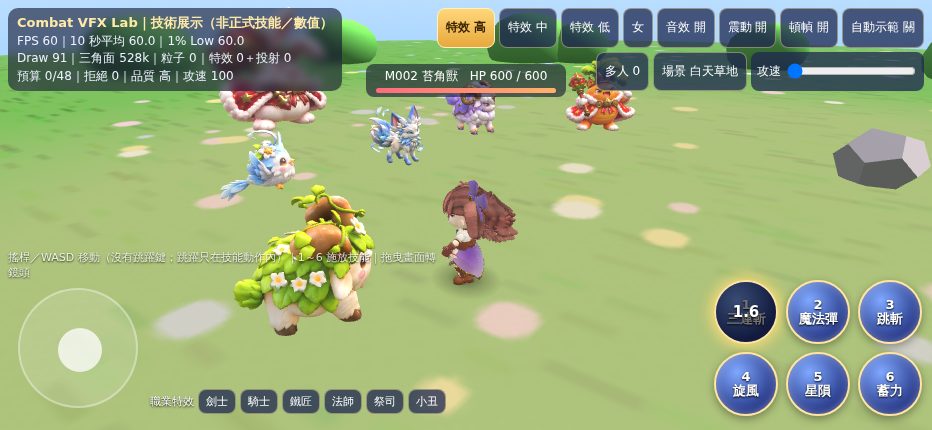 Combat VFX Lab｜技術展示（非正式技能／數值）
FPS 60｜10 秒平均 60.0｜1% Low 60.0
Draw 91｜三角面 528k｜粒子 0｜特效 0＋投射 0
預算 0/48｜拒絕 0｜品質 高｜攻速 100
特效 高
特效 中
特效 低
女
音效 開
震動 開
頓幀 開
自動示範 關
M002 苔角獸 HP 600 / 600
多人 0
場景 白天草地
攻速
搖桿／WASD 移動（沒有跳躍鍵；跳躍只在技能動作內）｜1～6 施放技能｜拖曳畫面轉
鏡頭
1.6
三連斬
2
魔法彈
3
跳斬
4
旋風
5
星隕
6
蓄力
職業特效
劍士
騎士
鐵匠
法師
祭司
小丑